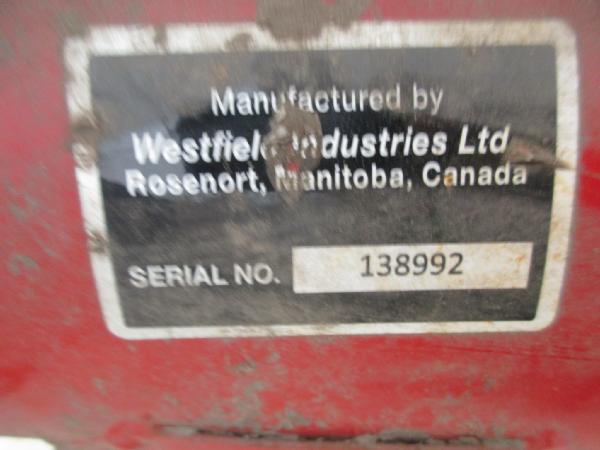 Manufactured by
Westfield Industries Ltd
Rosenort, Manitoba, Canada
SERIAL NO. 138992